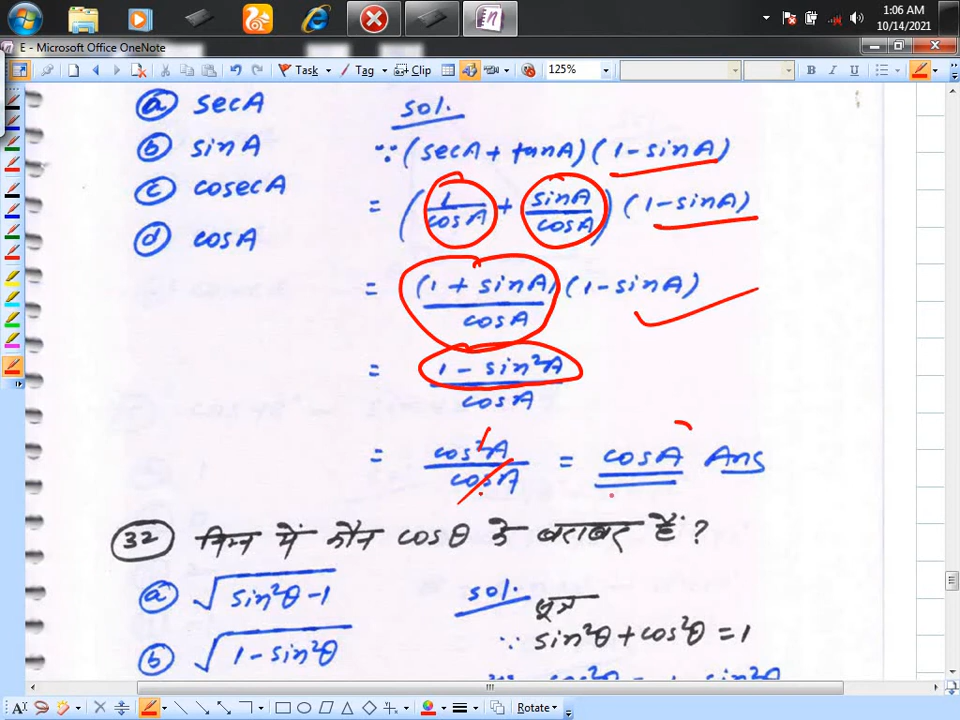 1:06 AM
10/14/2021
E - Microsoft Office OneNote
Task Tag Clip 125% B I U
ⓐ secA
ⓑ sinA
ⓒ cosecA
ⓓ cosA
sol.
∵ (secA + tanA) (1 - sinA)
= (1/cosA + sinA/cosA) (1 - sinA)
= (1 + sinA)(1 - sinA)
cosA
= 1 - sin²A
cosA
= cos²A/cosA = cosA Ans
32 निम्न में कौन cosθ के बराबर हैं ?
ⓐ √sin²θ-1
ⓑ √1-sin²θ
sol.
सूत्र
∵ sin²θ + cos²θ = 1
Rotate